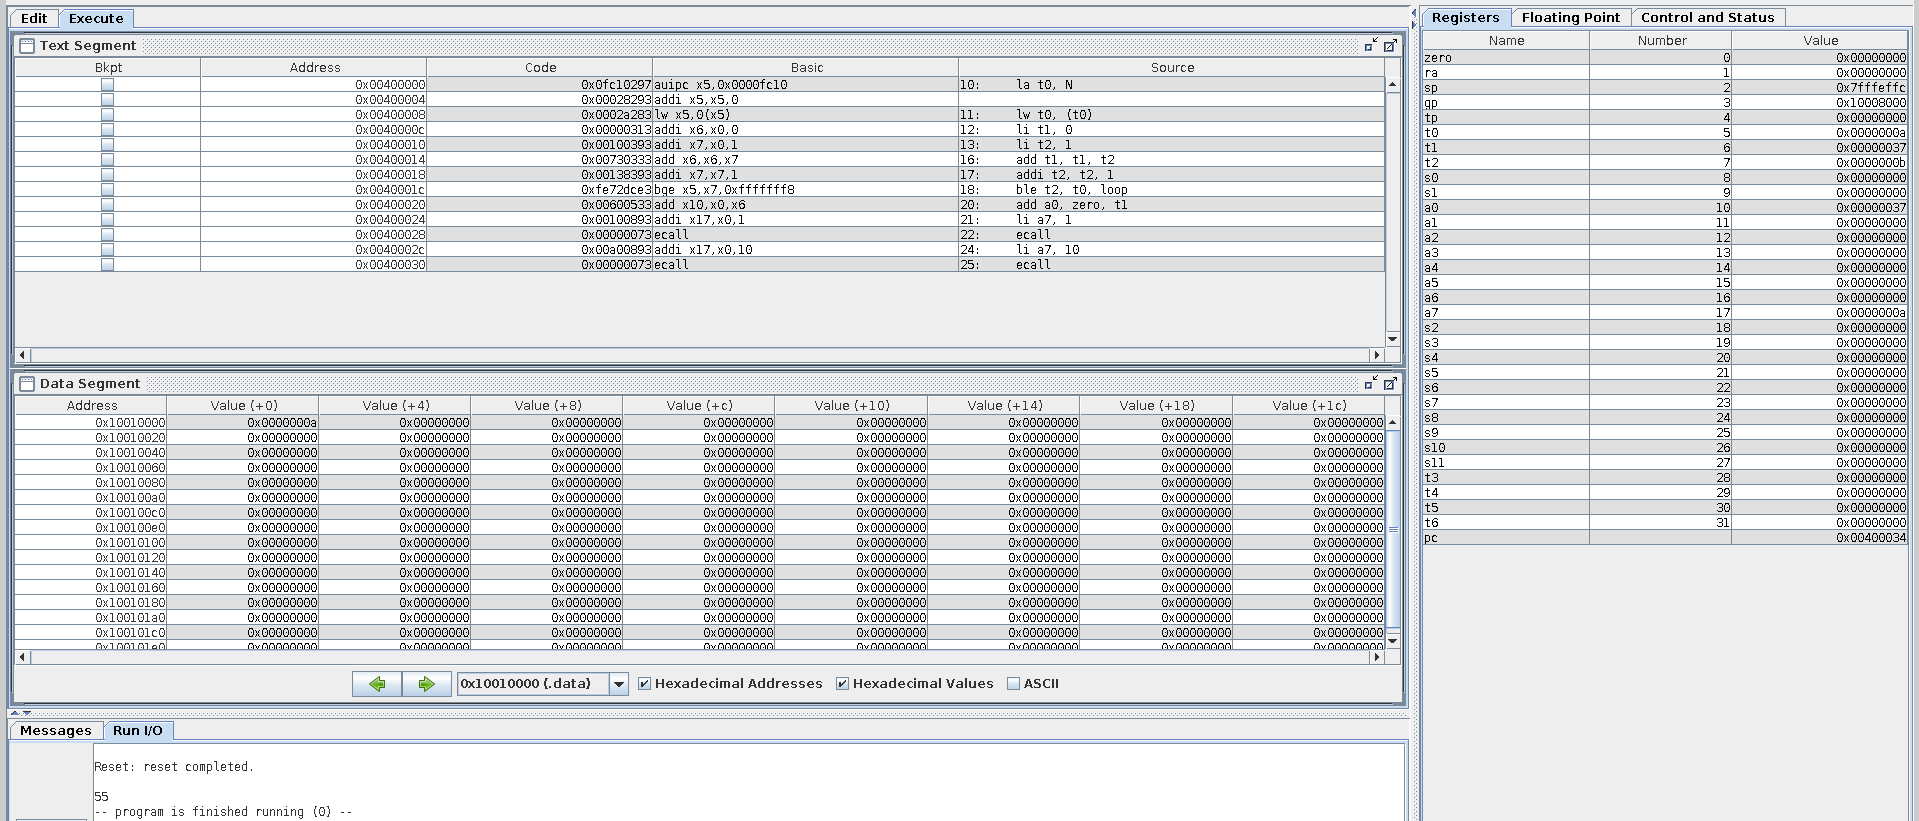 Edit Execute
Text Segment
Bkpt Address Code Basic Source
0x00400000 0x0fc10297 auipc x5,0x0000fc10 10: la t0, N
0x00400004 0x00028293 addi x5,x5,0
0x00400008 0x0002a283 lw x5,0(x5) 11: lw t0, (t0)
0x0040000c 0x00000313 addi x6,x0,0 12: li t1, 0
0x00400010 0x00100393 addi x7,x0,1 13: li t2, 1
0x00400014 0x00730333 add x6,x6,x7 16: add t1, t1, t2
0x00400018 0x00138393 addi x7,x7,1 17: addi t2, t2, 1
0x0040001c 0xfe72dce3 bge x5,x7,0xfffffff8 18: ble t2, t0, loop
0x00400020 0x00600533 add x10,x0,x6 20: add a0, zero, t1
0x00400024 0x00100893 addi x17,x0,1 21: li a7, 1
0x00400028 0x00000073 ecall 22: ecall
0x0040002c 0x00a00893 addi x17,x0,10 24: li a7, 10
0x00400030 0x00000073 ecall 25: ecall
Data Segment
Address Value (+0) Value (+4) Value (+8) Value (+c) Value (+10) Value (+14) Value (+18) Value (+1c)
0x10010000 0x0000000a 0x00000000 0x00000000 0x00000000 0x00000000 0x00000000 0x00000000 0x00000000
0x10010020 0x00000000 0x00000000 0x00000000 0x00000000 0x00000000 0x00000000 0x00000000 0x00000000
0x10010040 0x00000000 0x00000000 0x00000000 0x00000000 0x00000000 0x00000000 0x00000000 0x00000000
0x10010060 0x00000000 0x00000000 0x00000000 0x00000000 0x00000000 0x00000000 0x00000000 0x00000000
0x10010080 0x00000000 0x00000000 0x00000000 0x00000000 0x00000000 0x00000000 0x00000000 0x00000000
0x100100a0 0x00000000 0x00000000 0x00000000 0x00000000 0x00000000 0x00000000 0x00000000 0x00000000
0x100100c0 0x00000000 0x00000000 0x00000000 0x00000000 0x00000000 0x00000000 0x00000000 0x00000000
0x100100e0 0x00000000 0x00000000 0x00000000 0x00000000 0x00000000 0x00000000 0x00000000 0x00000000
0x10010100 0x00000000 0x00000000 0x00000000 0x00000000 0x00000000 0x00000000 0x00000000 0x00000000
0x10010120 0x00000000 0x00000000 0x00000000 0x00000000 0x00000000 0x00000000 0x00000000 0x00000000
0x10010140 0x00000000 0x00000000 0x00000000 0x00000000 0x00000000 0x00000000 0x00000000 0x00000000
0x10010160 0x00000000 0x00000000 0x00000000 0x00000000 0x00000000 0x00000000 0x00000000 0x00000000
0x10010180 0x00000000 0x00000000 0x00000000 0x00000000 0x00000000 0x00000000 0x00000000 0x00000000
0x100101a0 0x00000000 0x00000000 0x00000000 0x00000000 0x00000000 0x00000000 0x00000000 0x00000000
0x100101c0 0x00000000 0x00000000 0x00000000 0x00000000 0x00000000 0x00000000 0x00000000 0x00000000
0x100101e0 0x00000000 0x00000000 0x00000000 0x00000000 0x00000000 0x00000000 0x00000000 0x00000000
0x10010000 (.data) Hexadecimal Addresses Hexadecimal Values ASCII
Messages Run I/O
Reset: reset completed.
55
-- program is finished running (0) --
Registers Floating Point Control and Status
Name Number Value
zero 0 0x00000000
ra 1 0x00000000
sp 2 0x7fffeffc
gp 3 0x10008000
tp 4 0x00000000
t0 5 0x0000000a
t1 6 0x00000037
t2 7 0x0000000b
s0 8 0x00000000
s1 9 0x00000000
a0 10 0x00000037
a1 11 0x00000000
a2 12 0x00000000
a3 13 0x00000000
a4 14 0x00000000
a5 15 0x00000000
a6 16 0x00000000
a7 17 0x0000000a
s2 18 0x00000000
s3 19 0x00000000
s4 20 0x00000000
s5 21 0x00000000
s6 22 0x00000000
s7 23 0x00000000
s8 24 0x00000000
s9 25 0x00000000
s10 26 0x00000000
s11 27 0x00000000
t3 28 0x00000000
t4 29 0x00000000
t5 30 0x00000000
t6 31 0x00000000
pc 0x00400034